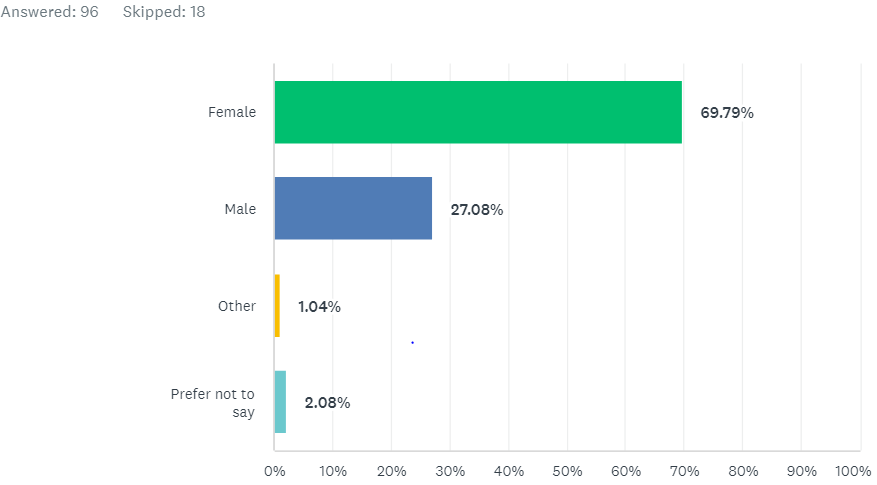 Answered: 96 Skipped: 18
Female 69.79%
Male 27.08%
Other 1.04%
Prefer not to
say 2.08%
0% 10% 20% 30% 40% 50% 60% 70% 80% 90% 100%